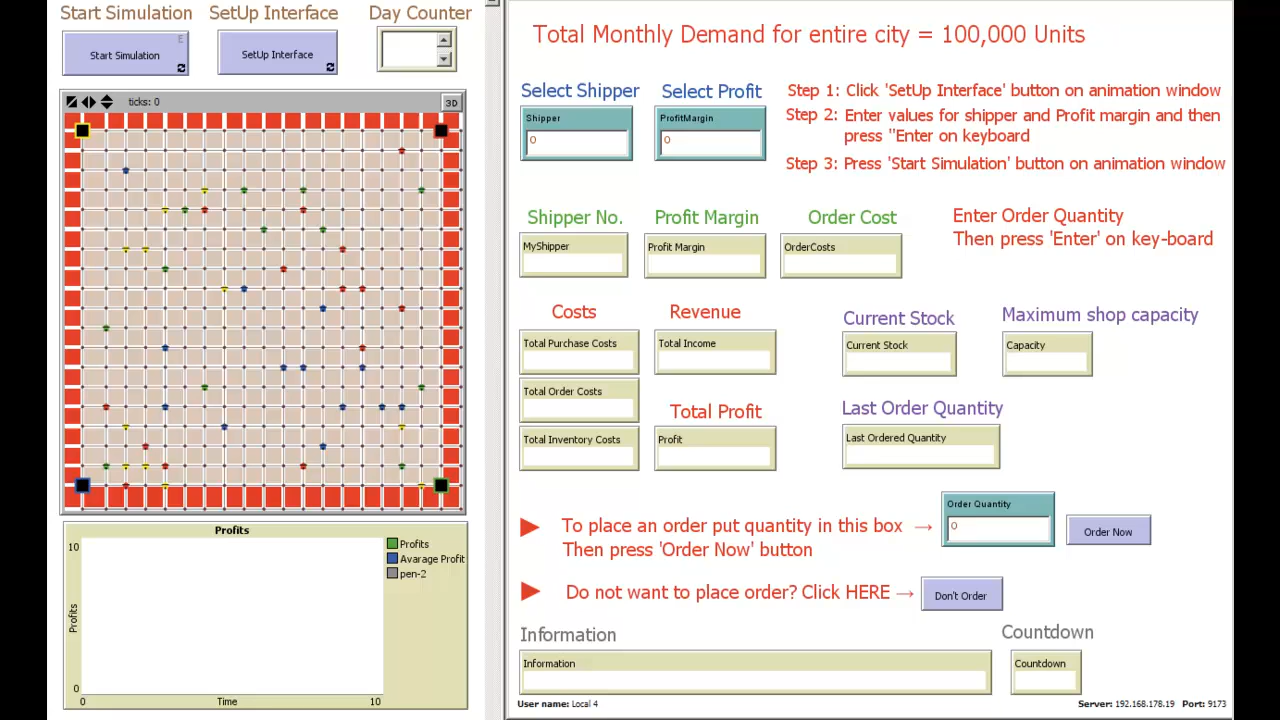 Start Simulation
SetUp Interface
Day Counter
Start Simulation
E
SetUp Interface
ticks: 0
3D
Profits
10
Profits
0
0
Time
10
Profits
Avarage Profit
pen-2
Total Monthly Demand for entire city = 100,000 Units
Select Shipper
Select Profit
Shipper
0
ProfitMargin
0
Step 1: Click 'SetUp Interface' button on animation window
Step 2: Enter values for shipper and Profit margin and then
press "Enter on keyboard
Step 3: Press 'Start Simulation' button on animation window
Shipper No.
Profit Margin
Order Cost
MyShipper
Profit Margin
OrderCosts
Enter Order Quantity
Then press 'Enter' on key-board
Costs
Revenue
Current Stock
Maximum shop capacity
Total Purchase Costs
Total Income
Current Stock
Capacity
Total Order Costs
Total Profit
Last Order Quantity
Total Inventory Costs
Profit
Last Ordered Quantity
► To place an order put quantity in this box →
Then press 'Order Now' button
Order Quantity
0
Order Now
► Do not want to place order? Click HERE →
Don't Order
Information
Countdown
Information
Countdown
User name: Local 4
Server: 192.168.178.19 Port: 9173